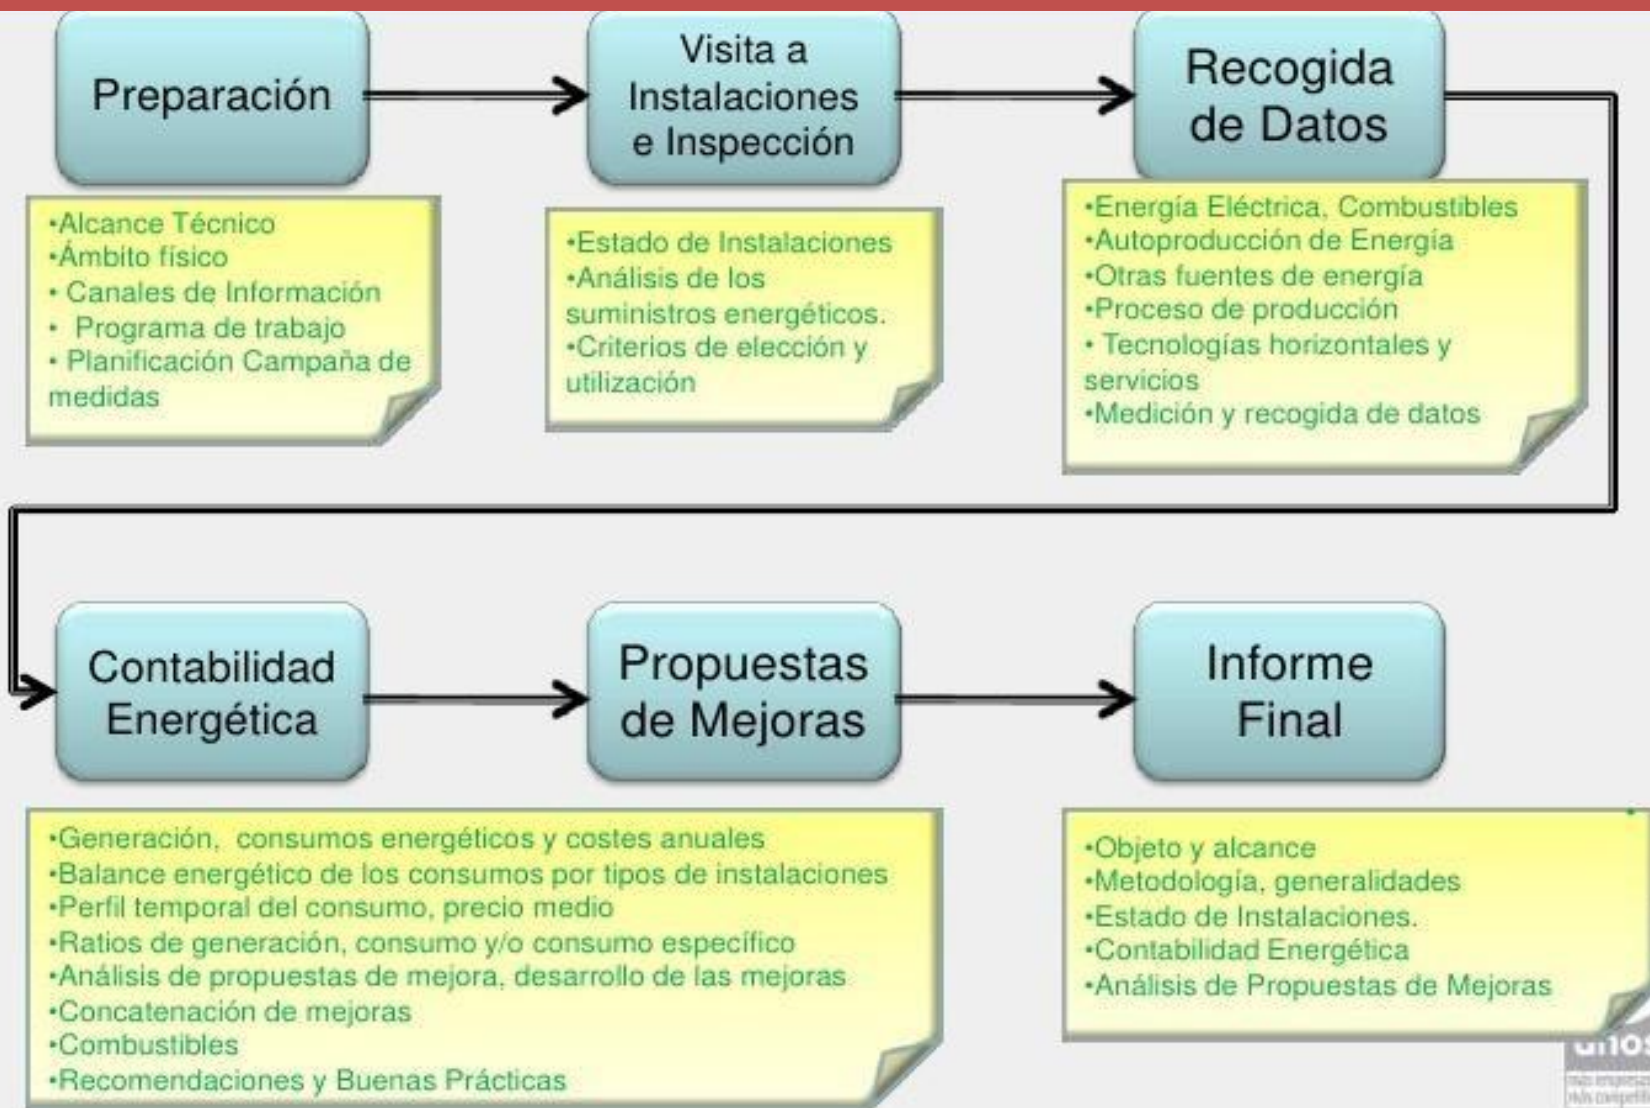 Preparación
Visita a
Instalaciones
e Inspección
Recogida
de Datos
•Alcance Técnico
•Ámbito físico
• Canales de Información
• Programa de trabajo
• Planificación Campaña de
medidas
•Estado de Instalaciones
•Análisis de los
suministros energéticos.
•Criterios de elección y
utilización
•Energía Eléctrica, Combustibles
•Autoproducción de Energía
•Otras fuentes de energía
•Proceso de producción
• Tecnologías horizontales y
servicios
•Medición y recogida de datos
Contabilidad
Energética
Propuestas
de Mejoras
Informe
Final
•Generación, consumos energéticos y costes anuales
•Balance energético de los consumos por tipos de instalaciones
•Perfil temporal del consumo, precio medio
•Ratios de generación, consumo y/o consumo específico
•Análisis de propuestas de mejora, desarrollo de las mejoras
•Concatenación de mejoras
•Combustibles
•Recomendaciones y Buenas Prácticas
•Objeto y alcance
•Metodología, generalidades
•Estado de Instalaciones.
•Contabilidad Energética
•Análisis de Propuestas de Mejoras